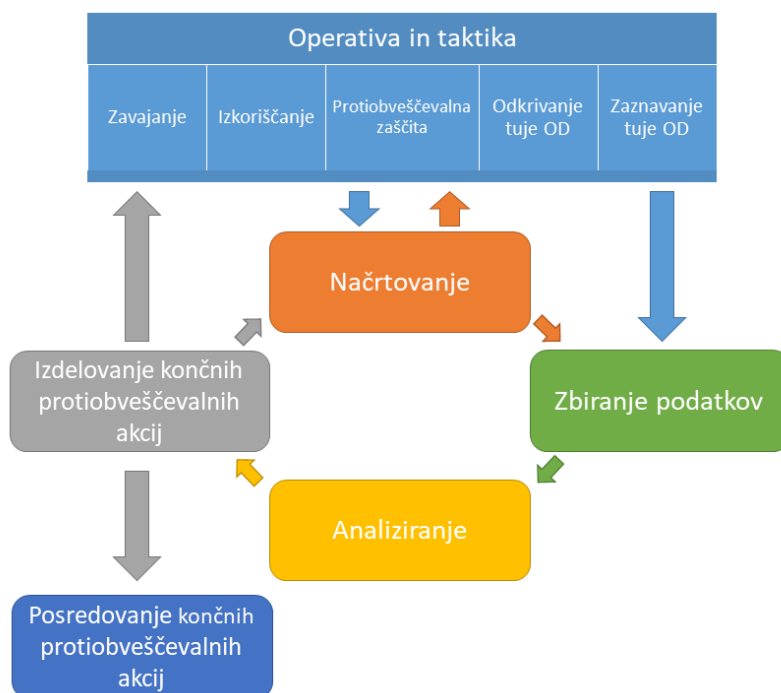 Operativa in taktika
Zavajanje
Izkoriščanje
Protiobveščevalna
zaščita
Odkrivanje
tuje OD
Zaznavanje
tuje OD
Načrtovanje
Izdelovanje končnih
protiobveščevalnih
akcij
Zbiranje podatkov
Analiziranje
Posredovanje končnih
protiobveščevalnih
akcij